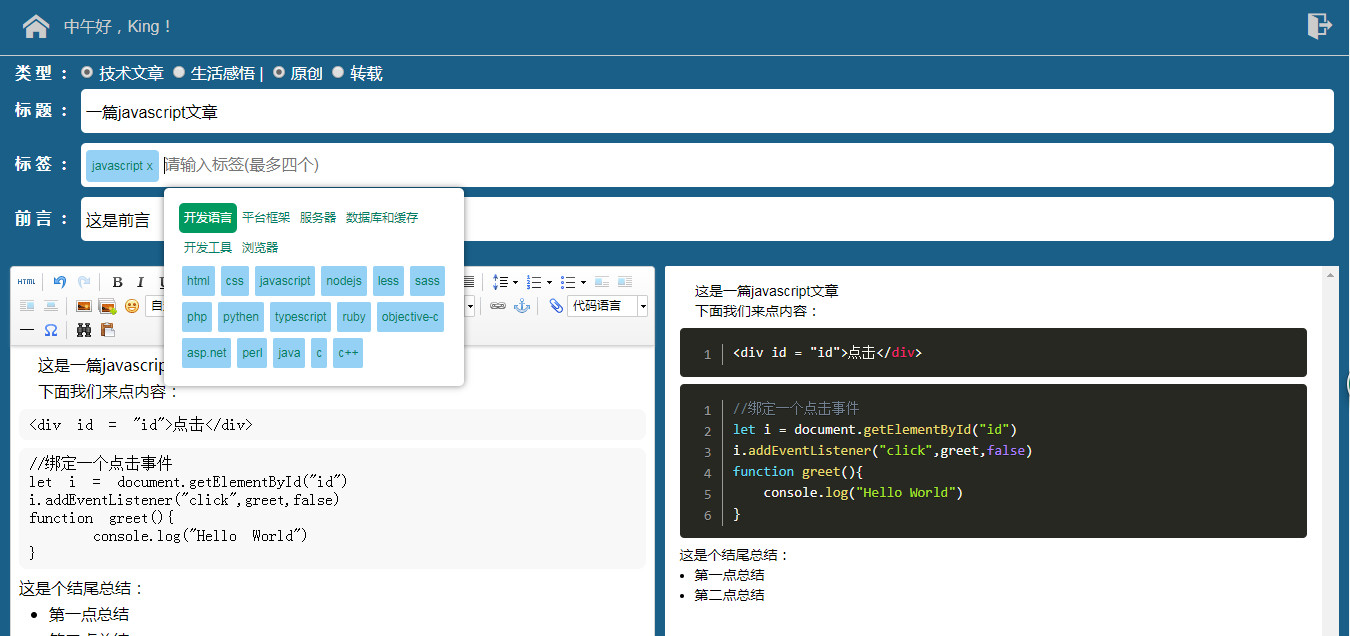 中午好，King！
类 型 ： 技术文章 生活感悟 | 原创 转载
标 题 ： 一篇javascript文章
标 签 ： javascript x 请输入标签(最多四个)
前 言 ： 这是前言
开发语言 平台框架 服务器 数据库和缓存
开发工具 浏览器
html css javascript nodejs less sass
php pythen typescript ruby objective-c
asp.net perl java c c++
HTML B I U
自
代码语言
Ω
这是一篇javascrip
下面我们来点内容：
<div id = "id">点击</div>
//绑定一个点击事件
let i = document.getElementById("id")
i.addEventListener("click",greet,false)
function greet(){
console.log("Hello World")
}
这是个结尾总结：
• 第一点总结
这是一篇javascript文章
下面我们来点内容：
1 <div id = "id">点击</div>
1 //绑定一个点击事件
2 let i = document.getElementById("id")
3 i.addEventListener("click",greet,false)
4 function greet(){
5 console.log("Hello World")
6 }
这是个结尾总结：
• 第一点总结
• 第二点总结